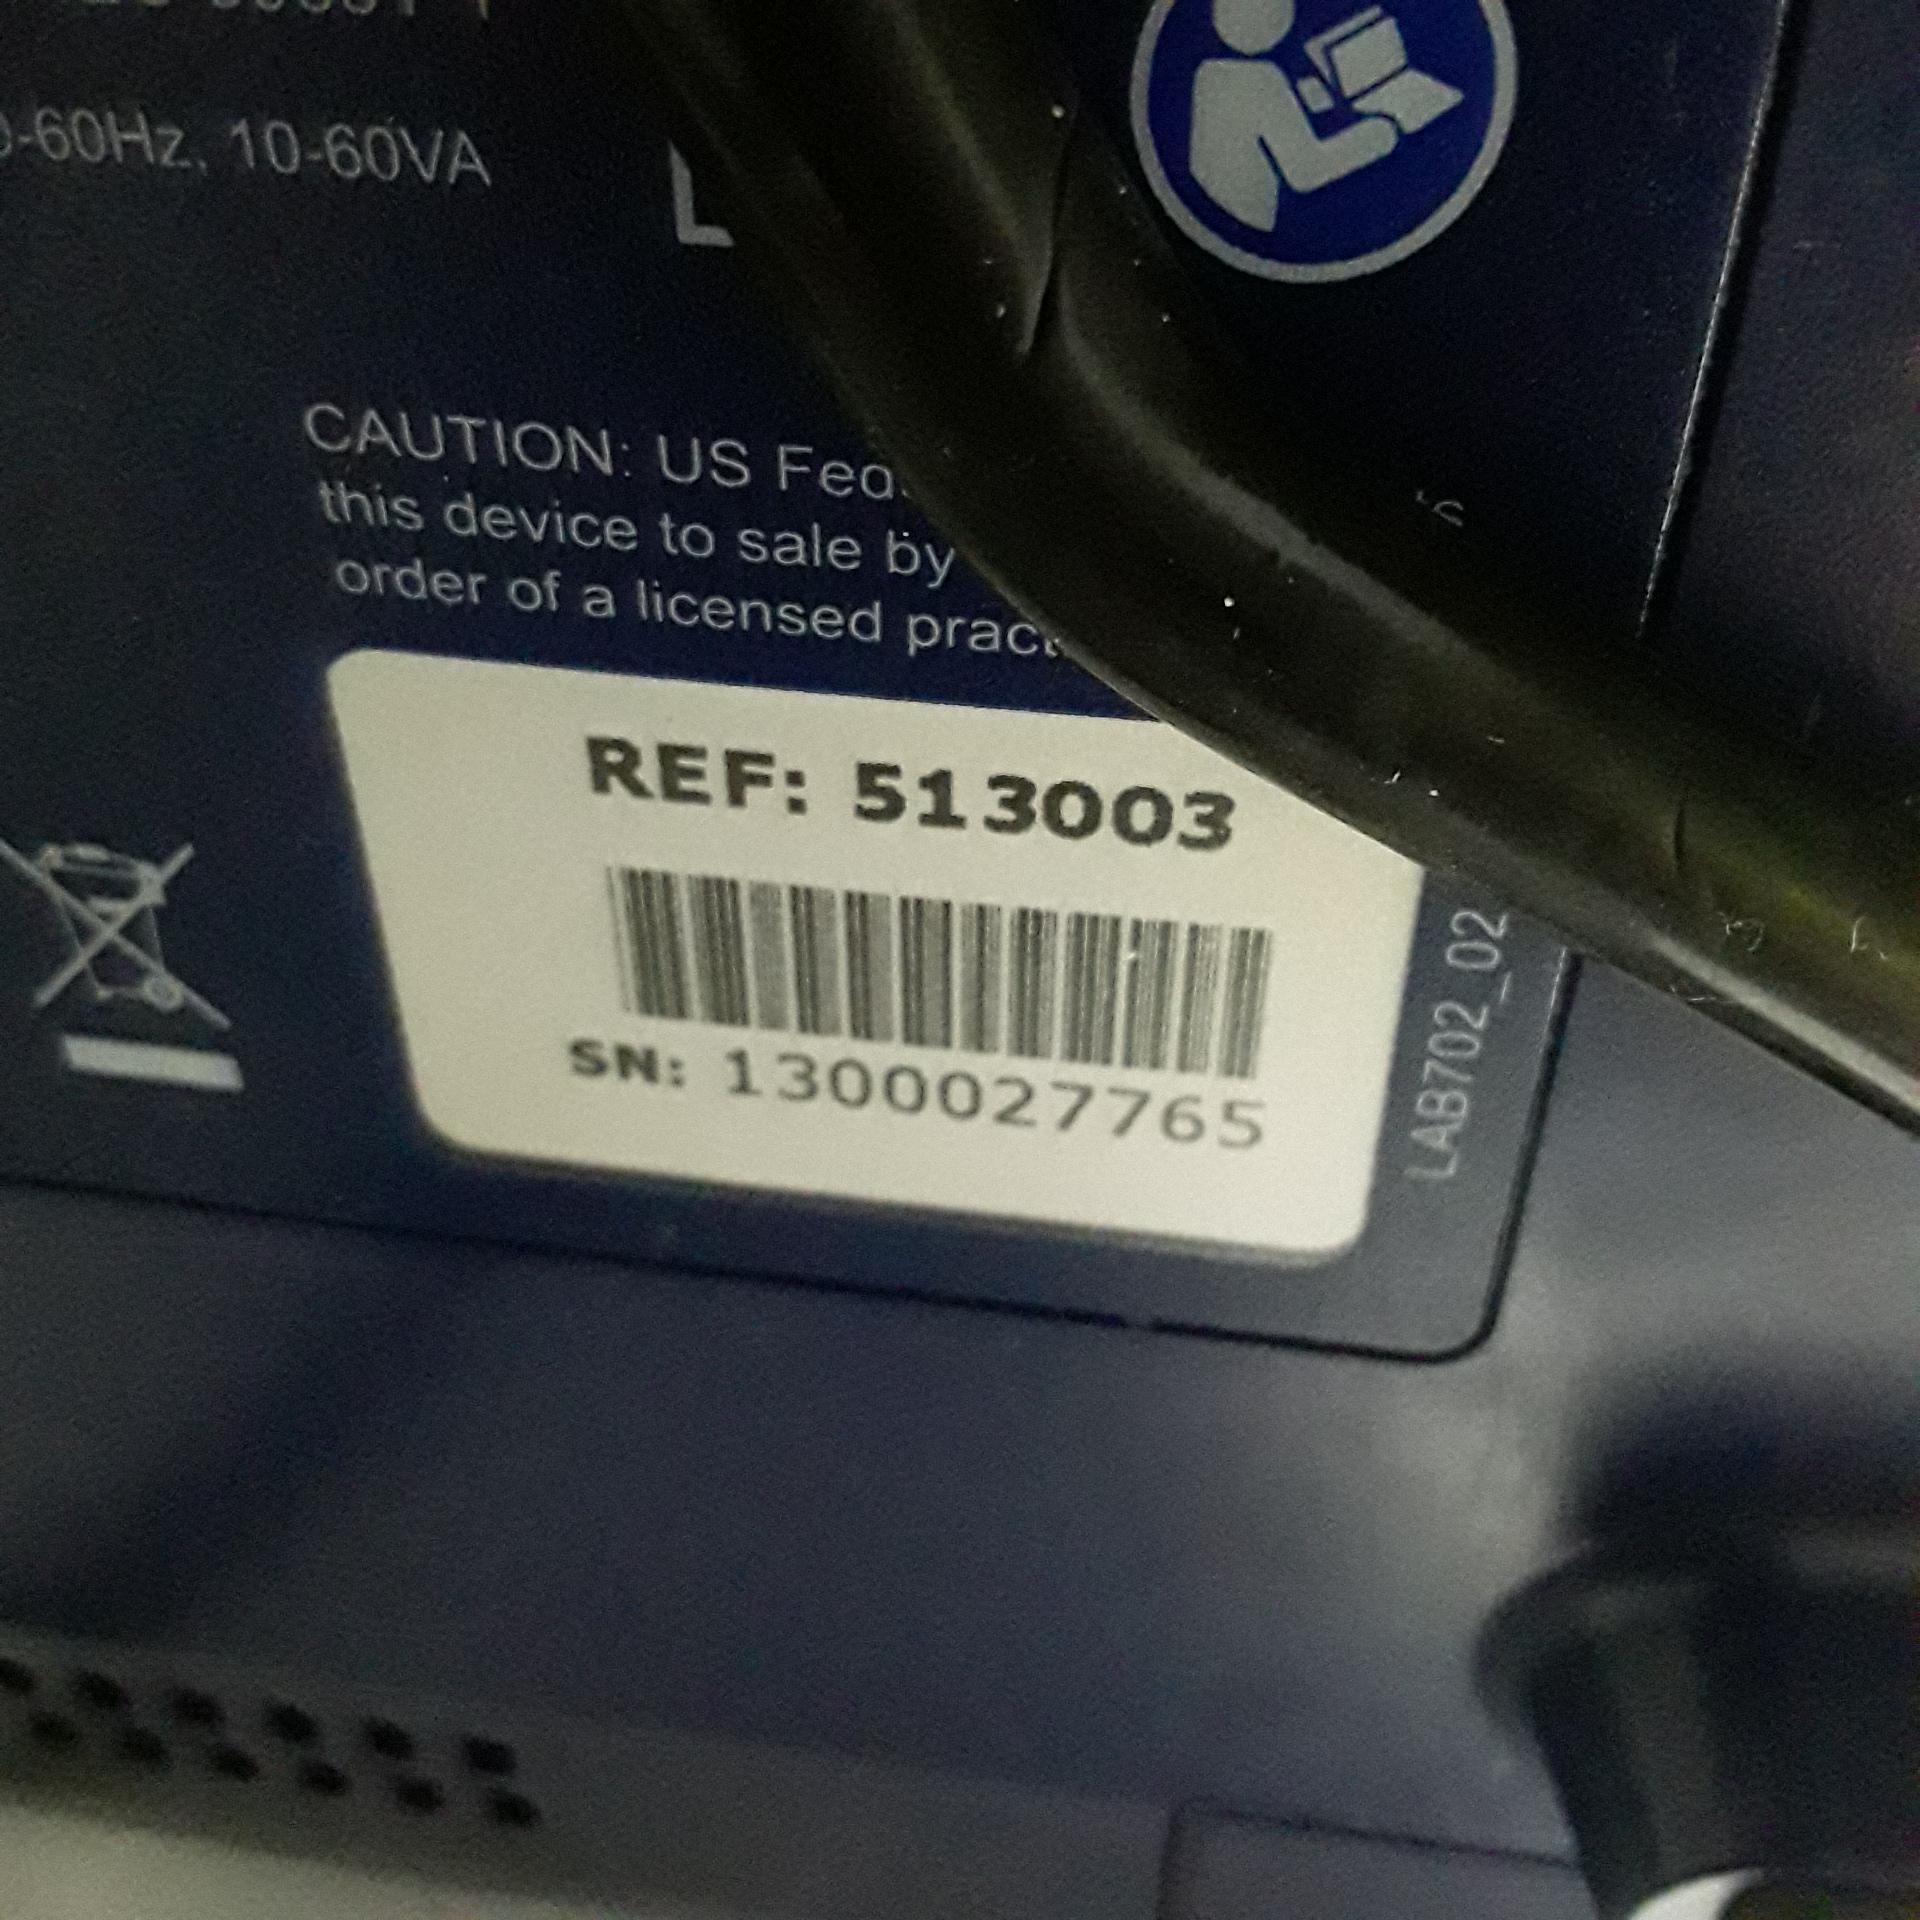 -60Hz, 10-60VA
L
CAUTION: US Fed
this device to sale by
order of a licensed pract
REF: 513003
SN: 1300027765
LAB702_02